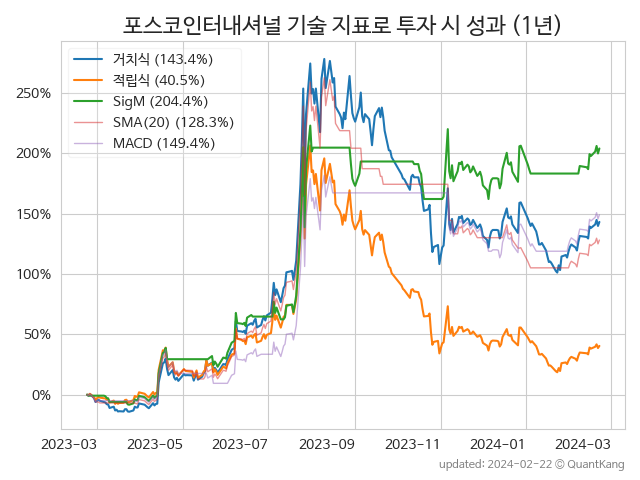 포스코인터내셔널 기술 지표로 투자 시 성과 (1년)
거치식 (143.4%)
적립식 (40.5%)
SigM (204.4%)
SMA(20) (128.3%)
MACD (149.4%)
250%
200%
150%
100%
50%
0%
2023-03 2023-05 2023-07 2023-09 2023-11 2024-01 2024-03
updated: 2024-02-22 © QuantKang